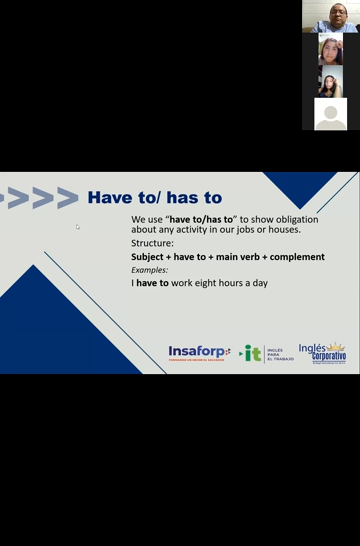 Have to/ has to
We use “have to/has to” to show obligation
about any activity in our jobs or houses.
Structure:
Subject + have to + main verb + complement
Examples:
I have to work eight hours a day
Insaforp
it
INGLÉS
PARA
EL TRABAJO
Inglés
Corporativo